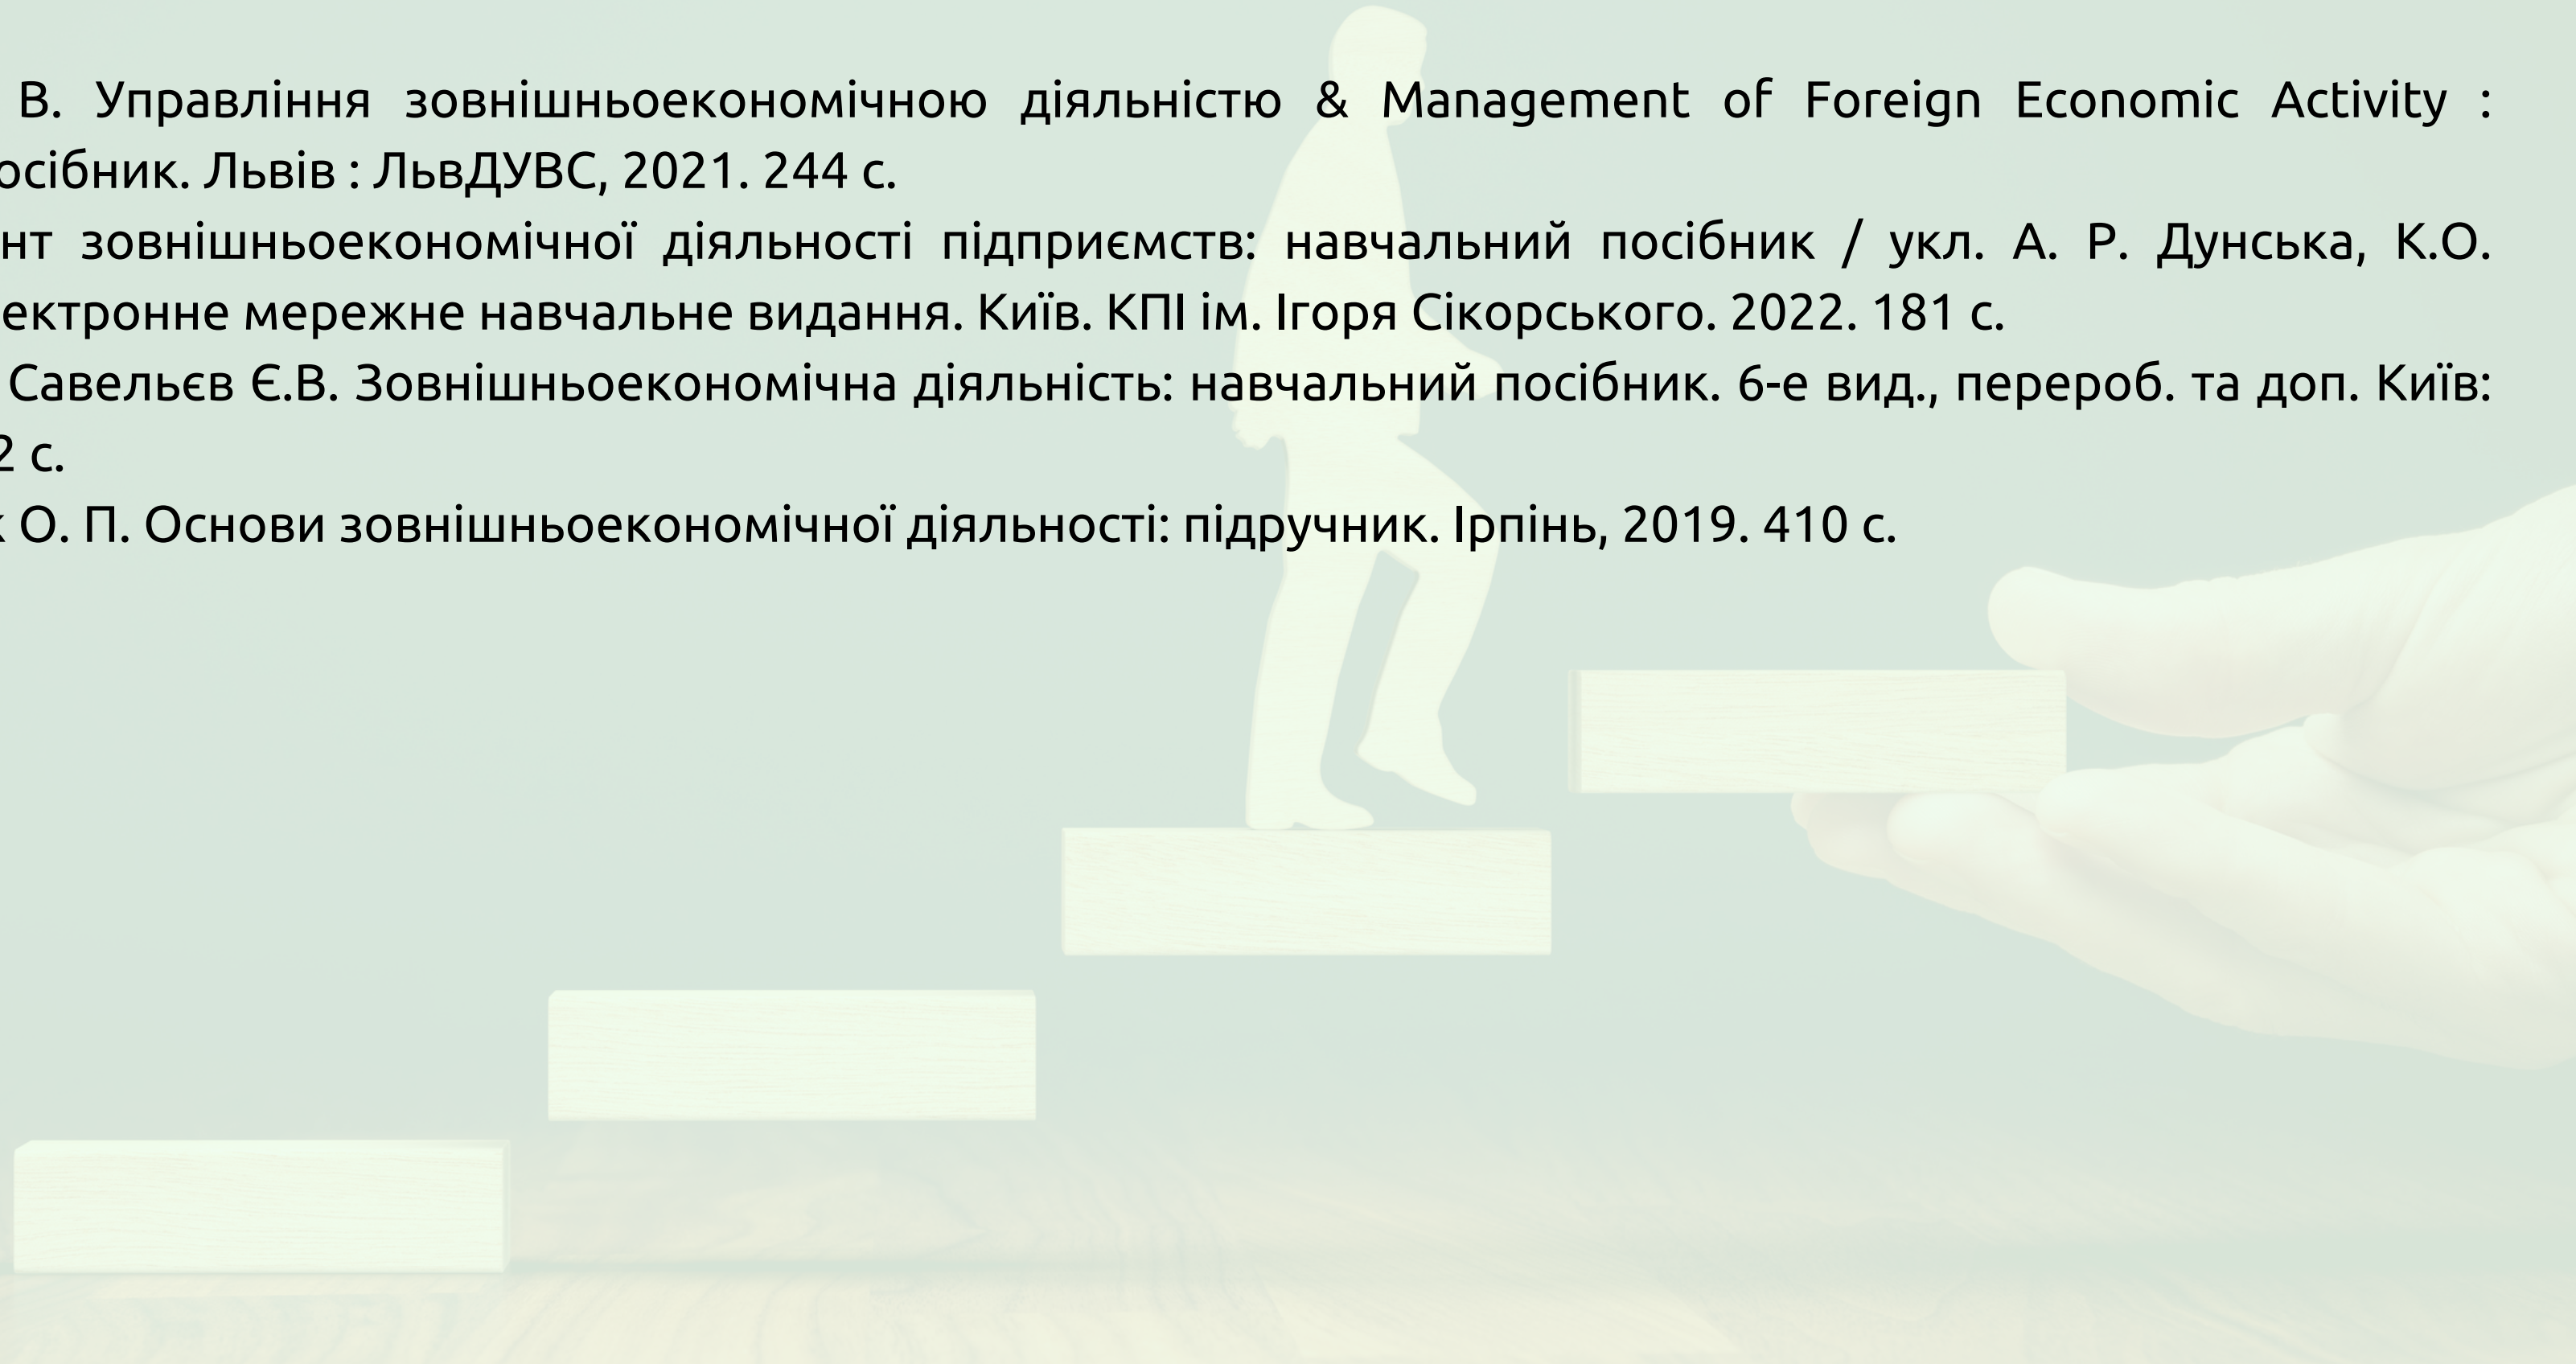 В. Управління зовнішньоекономічною діяльністю & Management of Foreign Economic Activity :
осібник. Львів : ЛьвДУВС, 2021. 244 с.
нт зовнішньоекономічної діяльності підприємств: навчальний посібник / укл. А. Р. Дунська, К.О.
ектронне мережне навчальне видання. Київ. КПІ ім. Ігоря Сікорського. 2022. 181 с.
Савельєв Є.В. Зовнішньоекономічна діяльність: навчальний посібник. 6-е вид., перероб. та доп. Київ:
2 с.
к О. П. Основи зовнішньоекономічної діяльності: підручник. Ірпінь, 2019. 410 с.